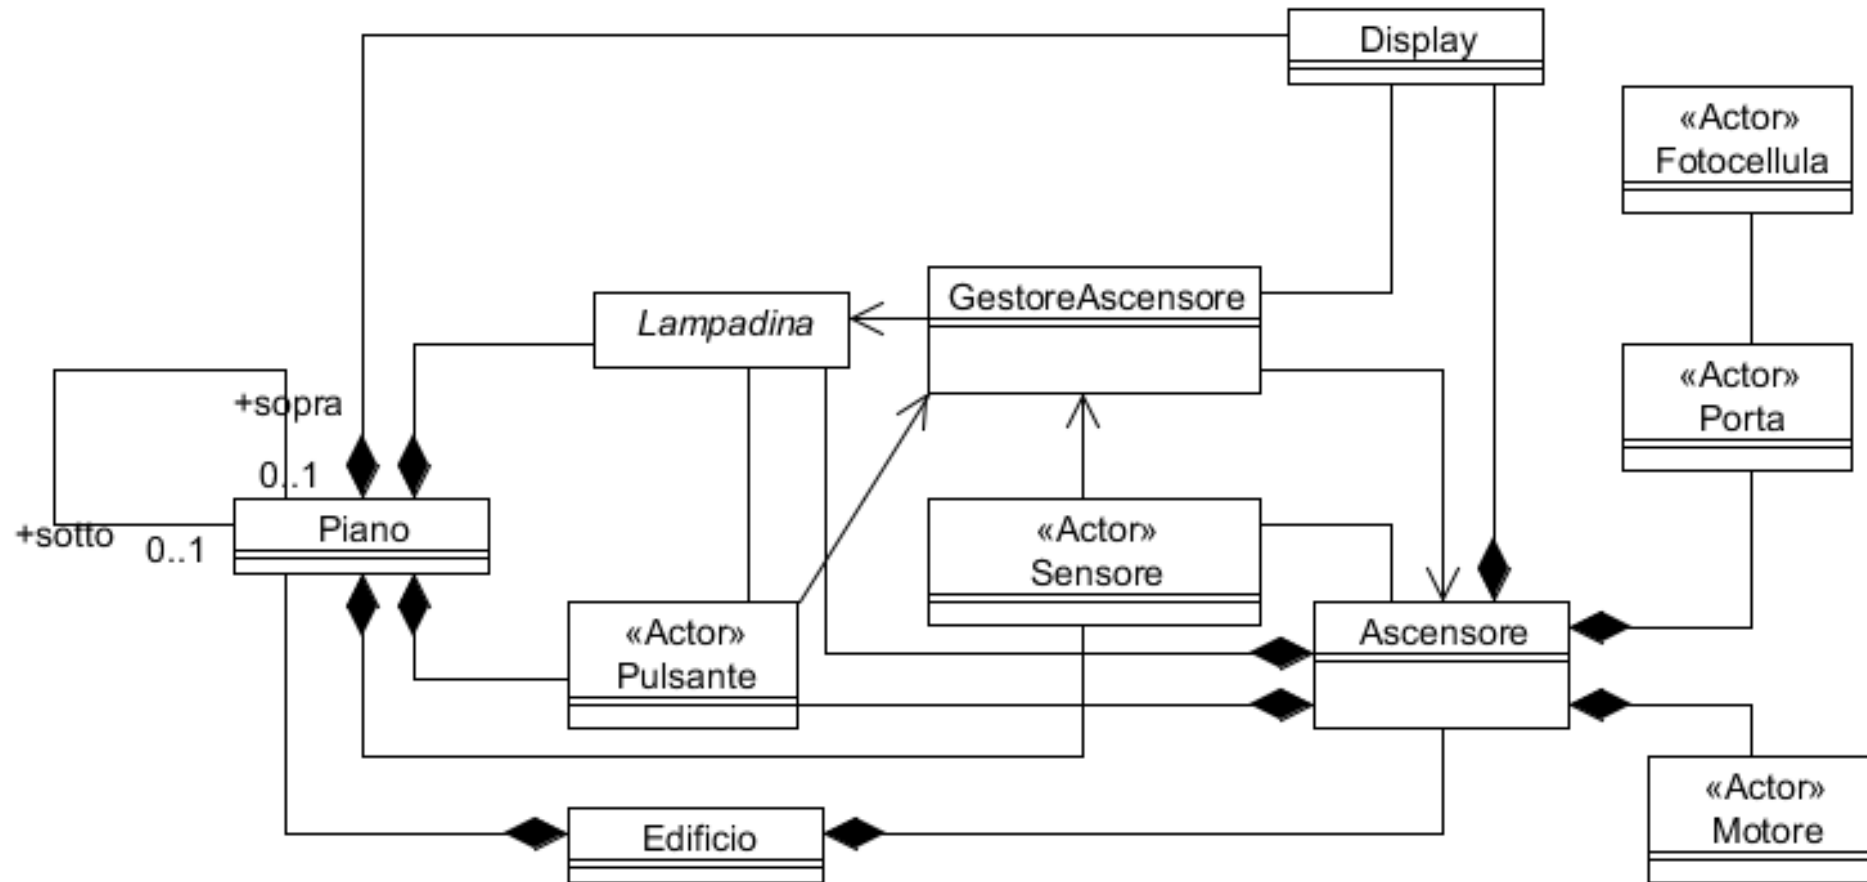 Display
«Actor»
Fotocellula
GestoreAscensore
Lampadina
«Actor»
Porta
+sopra
0..1
Piano
+sotto
0..1
«Actor»
Sensore
«Actor»
Pulsante
Ascensore
«Actor»
Motore
Edificio